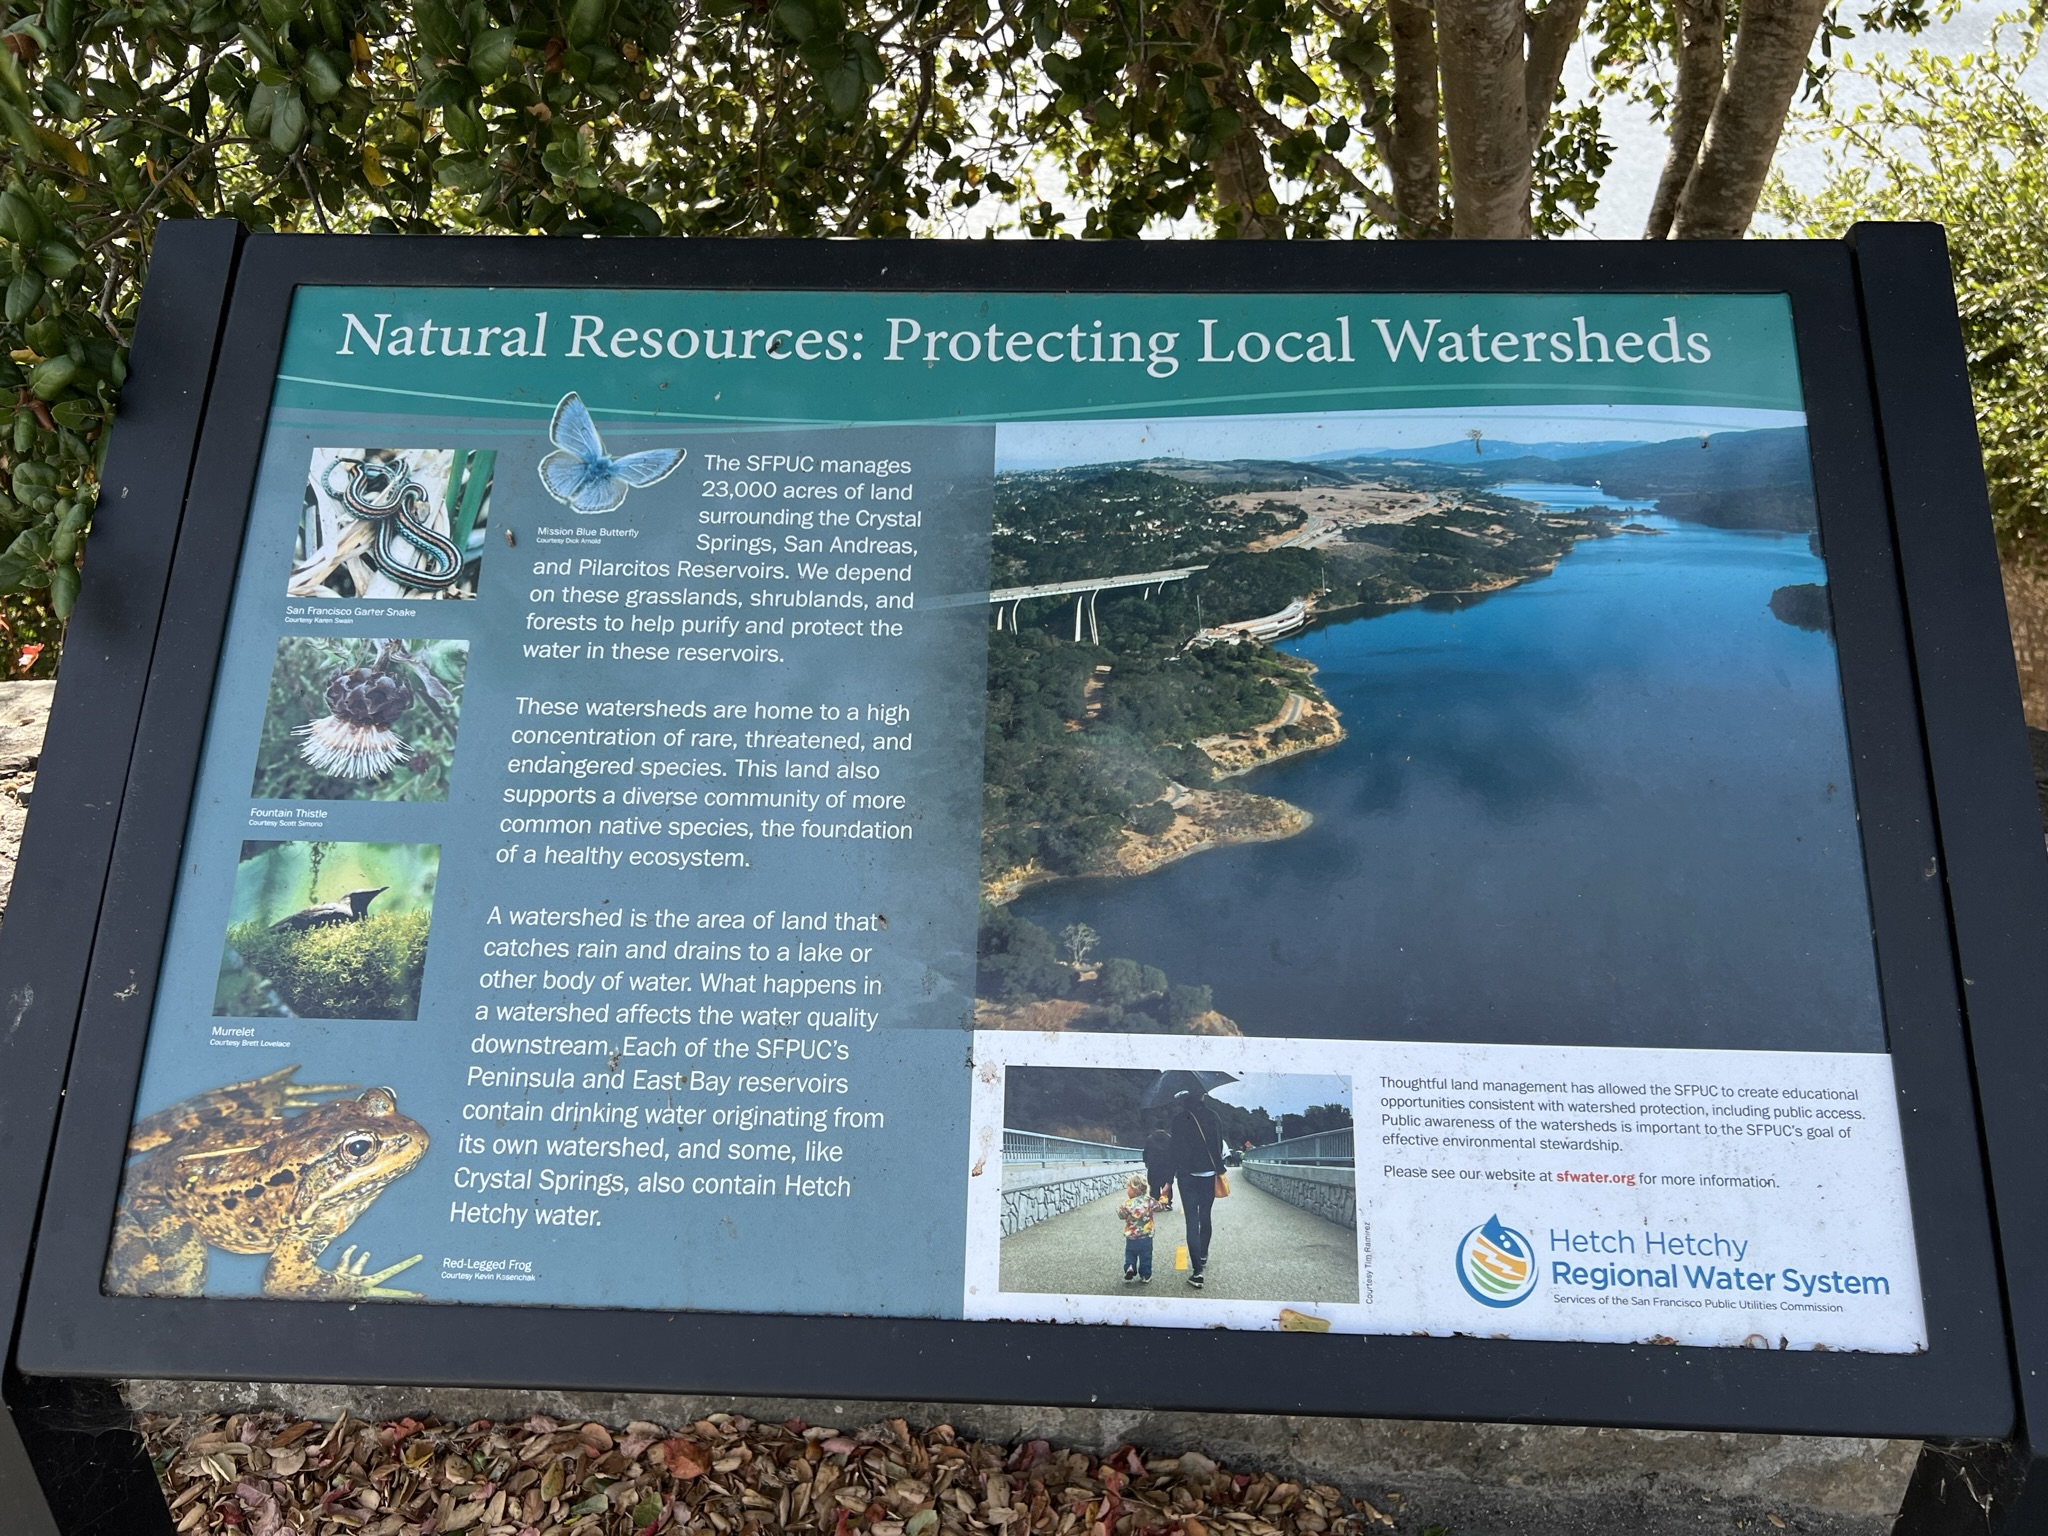 Natural Resources: Protecting Local Watersheds
San Francisco Garter Snake
Courtesy Karen Swain
Fountain Thistle
Courtesy Scott Simono
Murrelet
Courtesy Brett Lovelace
Red-Legged Frog
Courtesy Kevin Kosenchak
Mission Blue Butterfly
Courtesy Dick Arnold
The SFPUC manages
23,000 acres of land
surrounding the Crystal
Springs, San Andreas,
and Pilarcitos Reservoirs. We depend
on these grasslands, shrublands, and
forests to help purify and protect the
water in these reservoirs.
These watersheds are home to a high
concentration of rare, threatened, and
endangered species. This land also
supports a diverse community of more
common native species, the foundation
of a healthy ecosystem.
A watershed is the area of land that
catches rain and drains to a lake or
other body of water. What happens in
a watershed affects the water quality
downstream. Each of the SFPUC's
Peninsula and East Bay reservoirs
contain drinking water originating from
its own watershed, and some, like
Crystal Springs, also contain Hetch
Hetchy water.
Courtesy Tim Ramirez
Thoughtful land management has allowed the SFPUC to create educational
opportunities consistent with watershed protection, including public access.
Public awareness of the watersheds is important to the SFPUC's goal of
effective environmental stewardship.
Please see our website at sfwater.org for more information.
Hetch Hetchy
Regional Water System
Services of the San Francisco Public Utilities Commission